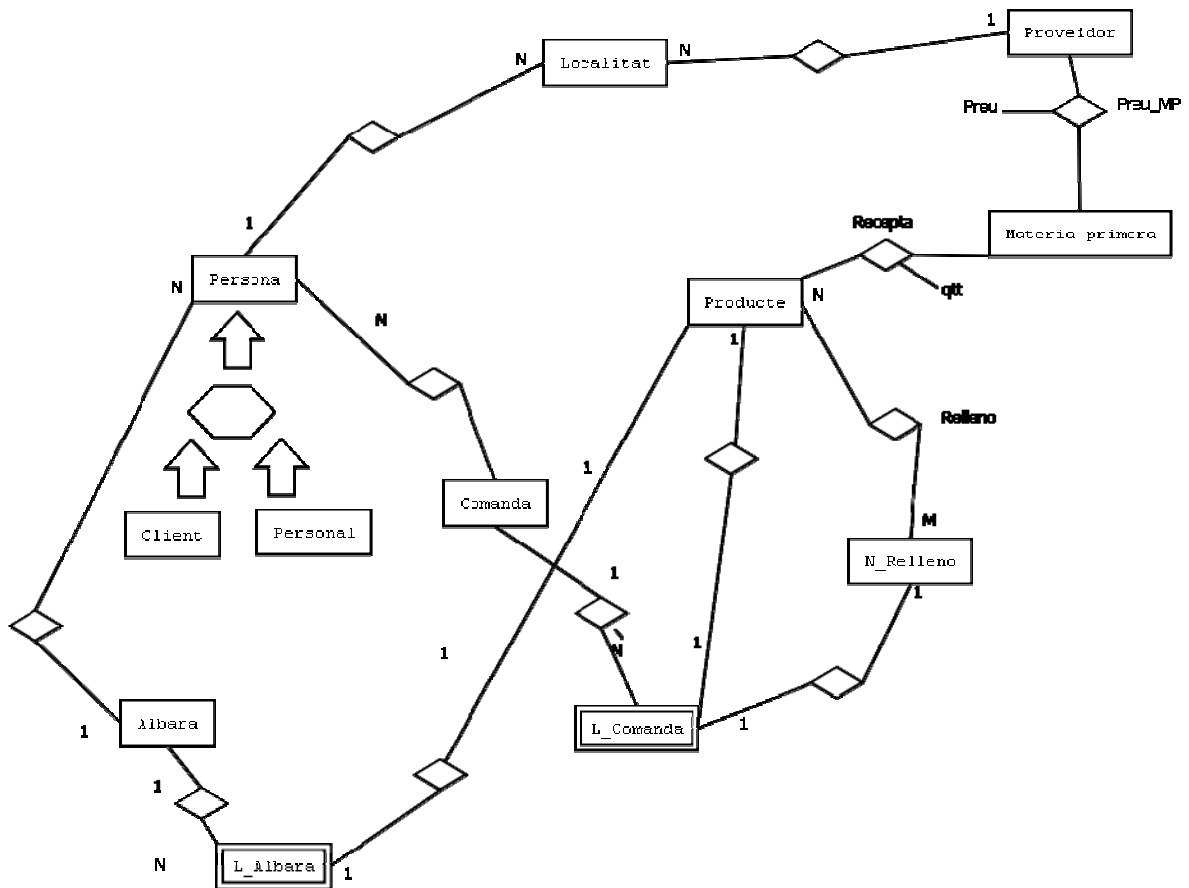 1
Proveidor
N
Localitat
N
Preu
Preu_MP
1
Recepta
Materia primera
N
Persona
Producte
N
qtt
N
1
Relleno
1
Comanda
M
Client
Personal
N_Relleno
1
1
1
N
1
1
Albara
L_Comanda
1
1
1
N
L_Albara
1